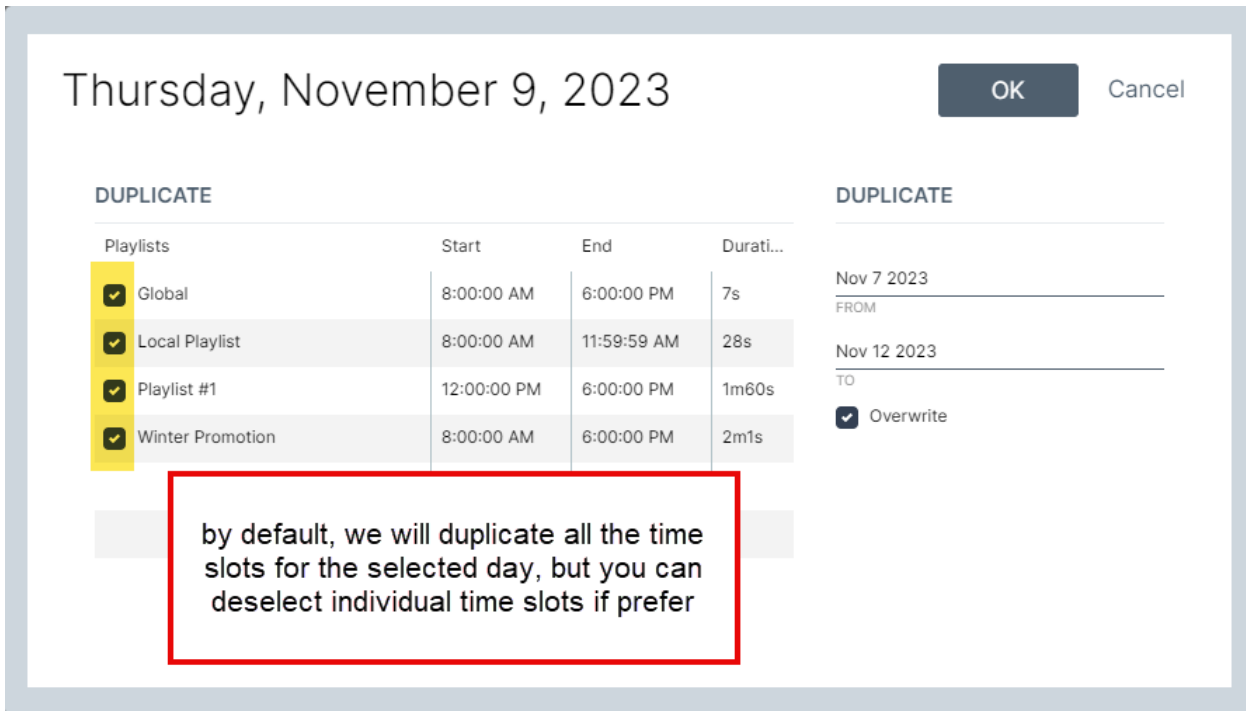 Thursday, November 9, 2023
OK
Cancel
DUPLICATE
Playlists Start End Durati...
Global 8:00:00 AM 6:00:00 PM 7s
Local Playlist 8:00:00 AM 11:59:59 AM 28s
Playlist #1 12:00:00 PM 6:00:00 PM 1m60s
Winter Promotion 8:00:00 AM 6:00:00 PM 2m1s
by default, we will duplicate all the time
slots for the selected day, but you can
deselect individual time slots if prefer
DUPLICATE
Nov 7 2023
FROM
Nov 12 2023
TO
Overwrite